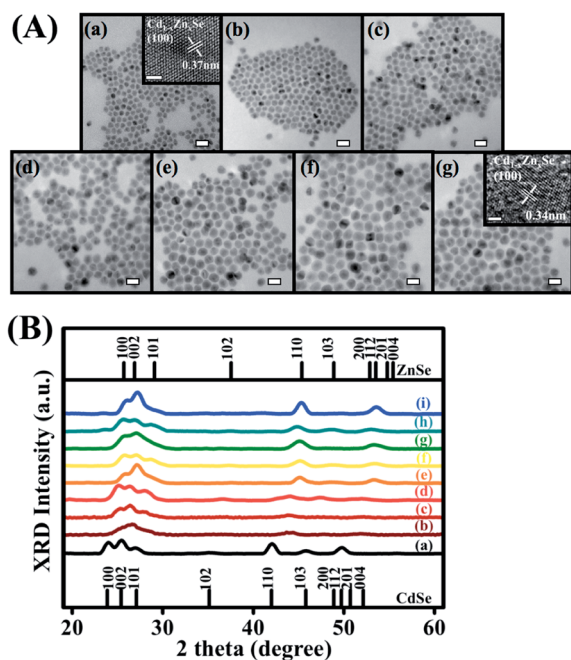 (A)
(a)
Cd1-xZnxSe
(100)
0.37nm
(b)
(c)
(d)
(e)
(f)
(g)
Cd1-xZnxSe
(100)
0.34nm
(B)
XRD Intensity (a.u.)
100
002
101
102
110
103
200
112
201
004
ZnSe
(i)
(h)
(g)
(f)
(e)
(d)
(c)
(b)
(a)
100
002
101
102
110
103
200
112
201
004
CdSe
20 30 40 50 60
2 theta (degree)